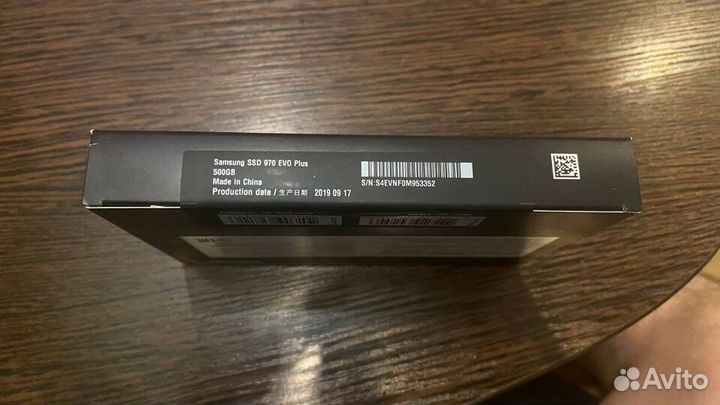 Samsung SSD 970 EVO Plus
500GB
Made in China
Production date / 生产日期 2019 09 17
S/N:S4EVNF0M953352
Avito